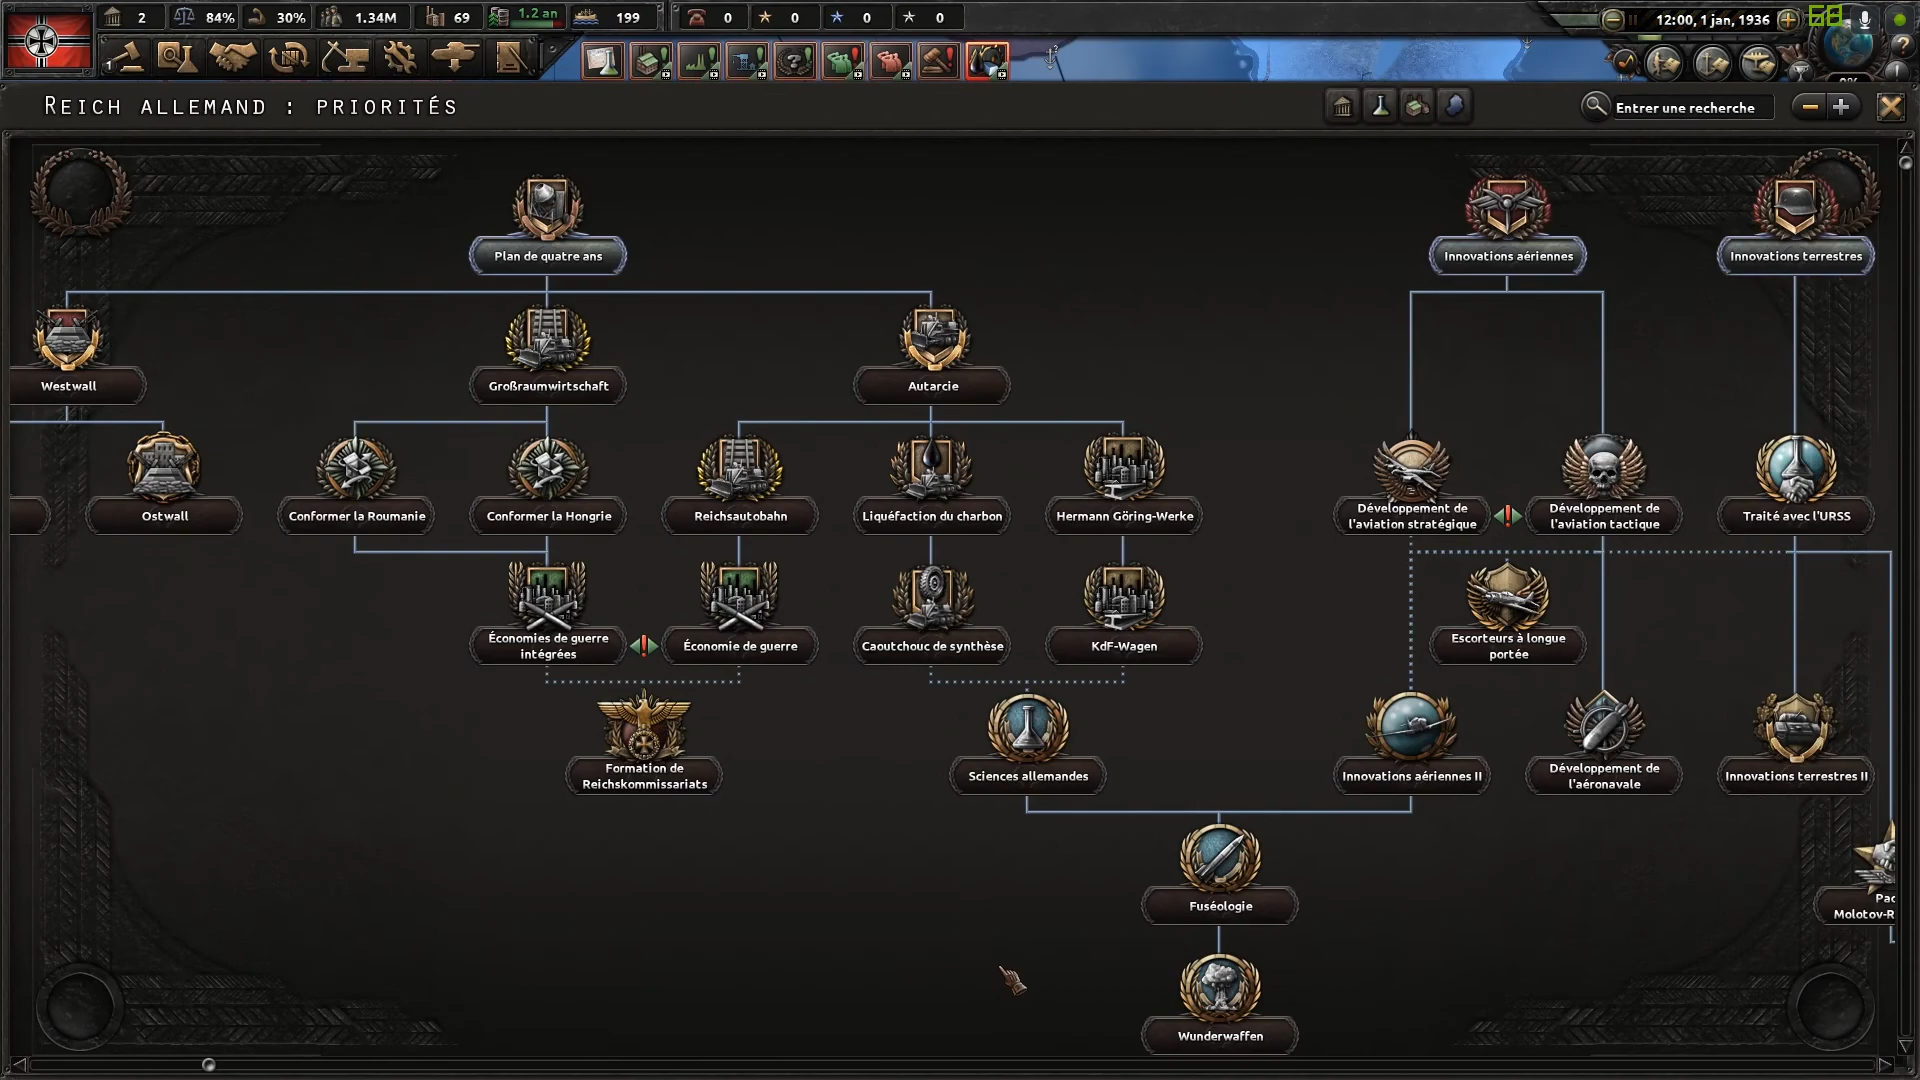 2 84% 30% 1.34M 69 1.2 an 199 0 0 0 0 12:00, 1 jan, 1936 60
1
Reich allemand : priorités Entrer une recherche
Plan de quatre ans Innovations aériennes Innovations terrestres
Westwall Großraumwirtschaft Autarcie
Ostwall Conformer la Roumanie Conformer la Hongrie Reichsautobahn Liquéfaction du charbon Hermann Göring-Werke Développement de l'aviation stratégique Développement de l'aviation tactique Traité avec l'URSS
Économies de guerre intégrées Économie de guerre Caoutchouc de synthèse KdF-Wagen Escorteurs à longue portée
Formation de Reichskommissariats Sciences allemandes Innovations aériennes II Développement de l'aéronavale Innovations terrestres II
Fuséologie Pac
Molotov-R
Wunderwaffen